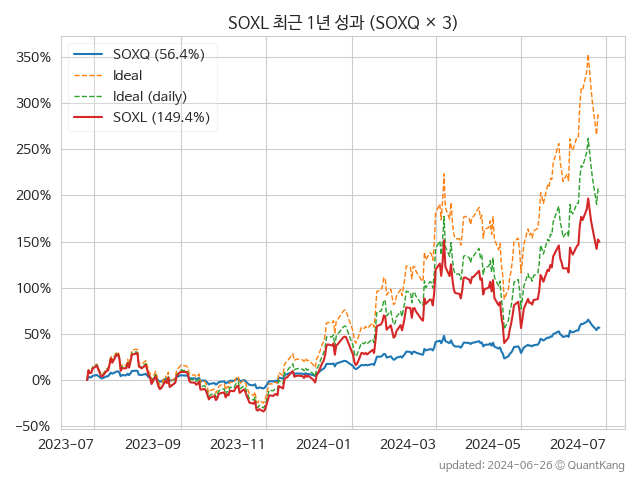 SOXL 최근 1년 성과 (SOXQ × 3)
SOXQ (56.4%)
Ideal
Ideal (daily)
SOXL (149.4%)
350%
300%
250%
200%
150%
100%
50%
0%
−50%
2023-07
2023-09
2023-11
2024-01
2024-03
2024-05
2024-07
updated: 2024-06-26 ⓒ QuantKang